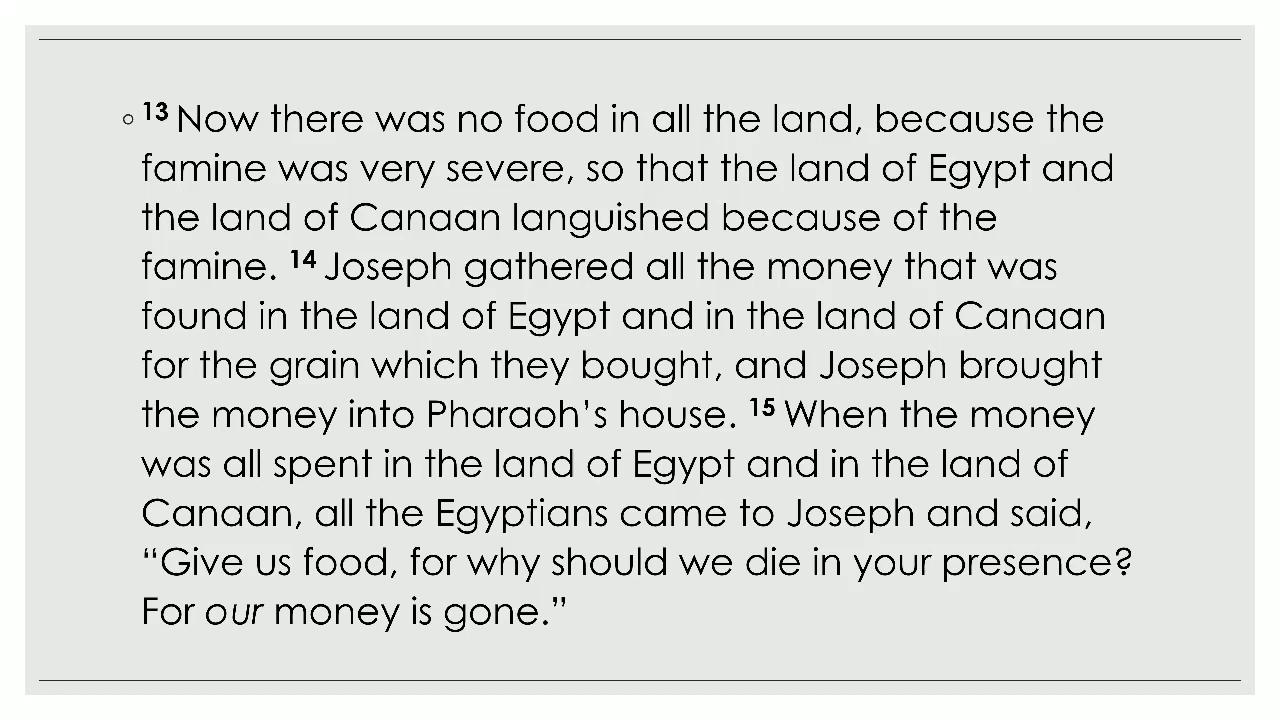 ◦ 13 Now there was no food in all the land, because the
famine was very severe, so that the land of Egypt and
the land of Canaan languished because of the
famine. 14 Joseph gathered all the money that was
found in the land of Egypt and in the land of Canaan
for the grain which they bought, and Joseph brought
the money into Pharaoh’s house. 15 When the money
was all spent in the land of Egypt and in the land of
Canaan, all the Egyptians came to Joseph and said,
“Give us food, for why should we die in your presence?
For our money is gone.”